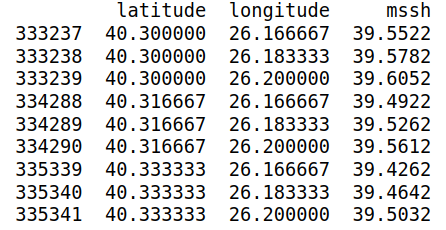 latitude longitude mssh
333237 40.300000 26.166667 39.5522
333238 40.300000 26.183333 39.5782
333239 40.300000 26.200000 39.6052
334288 40.316667 26.166667 39.4922
334289 40.316667 26.183333 39.5262
334290 40.316667 26.200000 39.5612
335339 40.333333 26.166667 39.4262
335340 40.333333 26.183333 39.4642
335341 40.333333 26.200000 39.5032